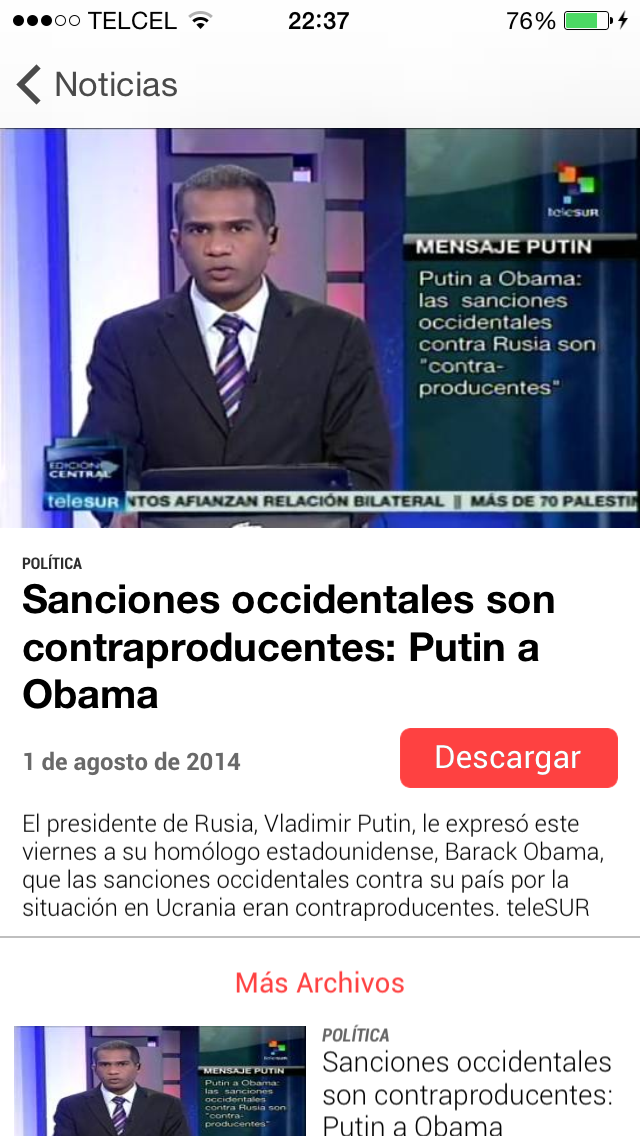 TELCEL 22:37 76%
Noticias
teleSUR
MENSAJE PUTIN
Putin a Obama:
las sanciones
occidentales
contra Rusia son
"contra-
producentes"
EDICIÓN
CENTRAL
teleSUR NTOS AFIANZAN RELACIÓN BILATERAL || MÁS DE 70 PALESTIN
POLÍTICA
Sanciones occidentales son
contraproducentes: Putin a
Obama
1 de agosto de 2014
Descargar
El presidente de Rusia, Vladimir Putin, le expresó este
viernes a su homólogo estadounidense, Barack Obama,
que las sanciones occidentales contra su país por la
situación en Ucrania eran contraproducentes. teleSUR
Más Archivos
teleSUR
MENSAJE PUTIN
Putin a Obama:
las sanciones
occidentales
contra Rusia son
"contra-
producentes"
POLÍTICA
Sanciones occidentales
son contraproducentes:
Putin a Obama